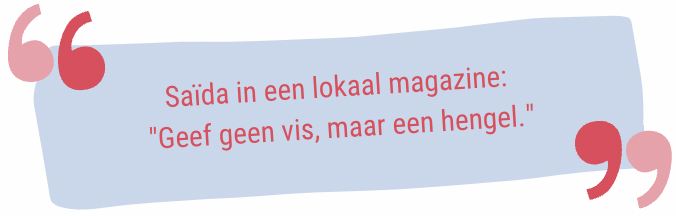 Saïda in een lokaal magazine:
"Geef geen vis, maar een hengel."